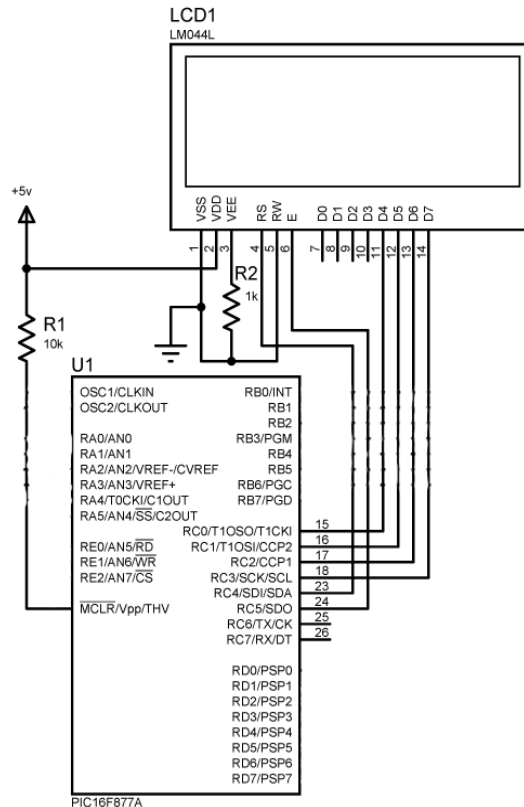 LCD1
LM044L
+5v
VSS VDD VEE RS RW E D0 D1 D2 D3 D4 D5 D6 D7
1 2 3 4 5 6 7 8 9 10 11 12 13 14
R2
1k
R1
10k
U1
OSC1/CLKIN RB0/INT
OSC2/CLKOUT RB1
RB2
RA0/AN0 RB3/PGM
RA1/AN1 RB4
RA2/AN2/VREF-/CVREF RB5
RA3/AN3/VREF+ RB6/PGC
RA4/T0CKI/C1OUT RB7/PGD
RA5/AN4/SS/C2OUT
RC0/T1OSO/T1CKI 15
RE0/AN5/RD RC1/T1OSI/CCP2 16
RE1/AN6/WR RC2/CCP1 17
RE2/AN7/CS RC3/SCK/SCL 18
RC4/SDI/SDA 23
MCLR/Vpp/THV RC5/SDO 24
RC6/TX/CK 25
RC7/RX/DT 26
RD0/PSP0
RD1/PSP1
RD2/PSP2
RD3/PSP3
RD4/PSP4
RD5/PSP5
RD6/PSP6
RD7/PSP7
PIC16F877A